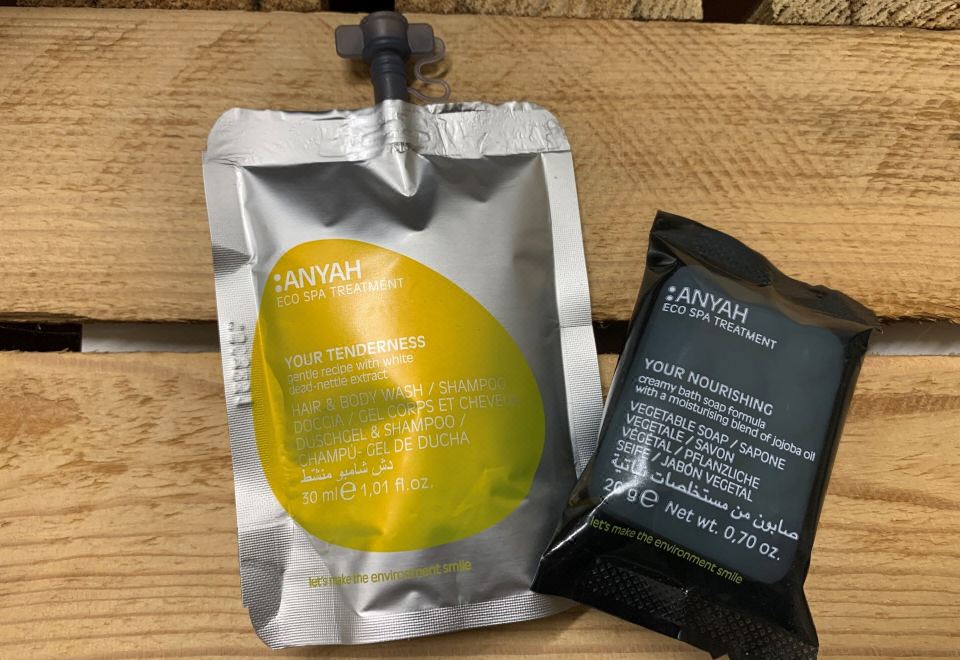 :ANYAH
ECO SPA TREATMENT
YOUR TENDERNESS
gentle recipe with white
dead-nettle extract
HAIR & BODY WASH / SHAMPOO
DOCCIA / GEL CORPS ET CHEVEUX
DUSCHGEL & SHAMPOO /
CHAMPU- GEL DE DUCHA
دش شامبو منشّط
30 ml e 1,01 fl.oz.
let's make the environment smile
:ANYAH
ECO SPA TREATMENT
YOUR NOURISHING
creamy bath soap formula
with a moisturising blend of jojoba oil
VEGETABLE SOAP / SAPONE
VEGETALE / SAVON
VÉGÉTAL / PFLANZLICHE
SEIFE / JABÓN VEGETAL
صابون من مستخلصات نباتية
20 g e Net wt. 0,70 oz.
let's make the environment smile